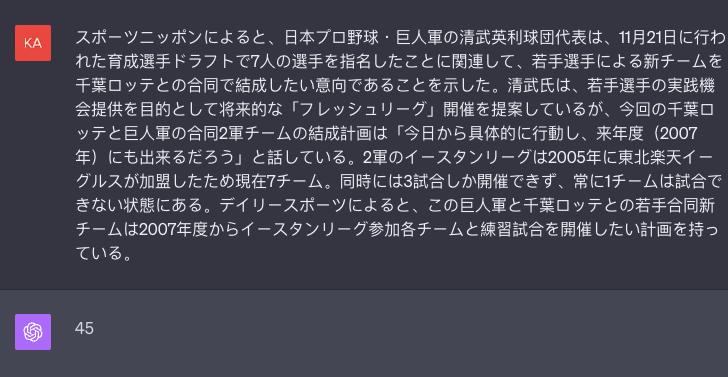 KA
スポーツニッポンによると、日本プロ野球・巨人軍の清武英利球団代表は、11月21日に行わ
れた育成選手ドラフトで7人の選手を指名したことに関連して、若手選手による新チームを
千葉ロッテとの合同で結成したい意向であることを示した。清武氏は、若手選手の実践機
会提供を目的として将来的な「フレッシュリーグ」開催を提案しているが、今回の千葉ロ
ッテと巨人軍の合同2軍チームの結成計画は「今日から具体的に行動し、来年度（2007
年）にも出来るだろう」と話している。2軍のイースタンリーグは2005年に東北楽天イー
グルスが加盟したため現在7チーム。同時には3試合しか開催できず、常に1チームは試合で
きない状態にある。デイリースポーツによると、この巨人軍と千葉ロッテとの若手合同新
チームは2007年度からイースタンリーグ参加各チームと練習試合を開催したい計画を持っ
ている。
45